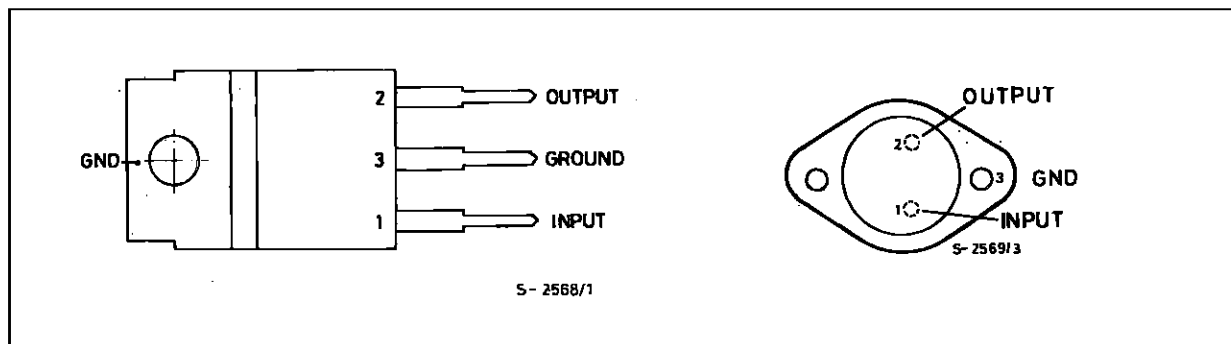 2 OUTPUT
GND 3 GROUND
1 INPUT
S-2568/1
OUTPUT
2
3 GND
1
INPUT
S-2569/3